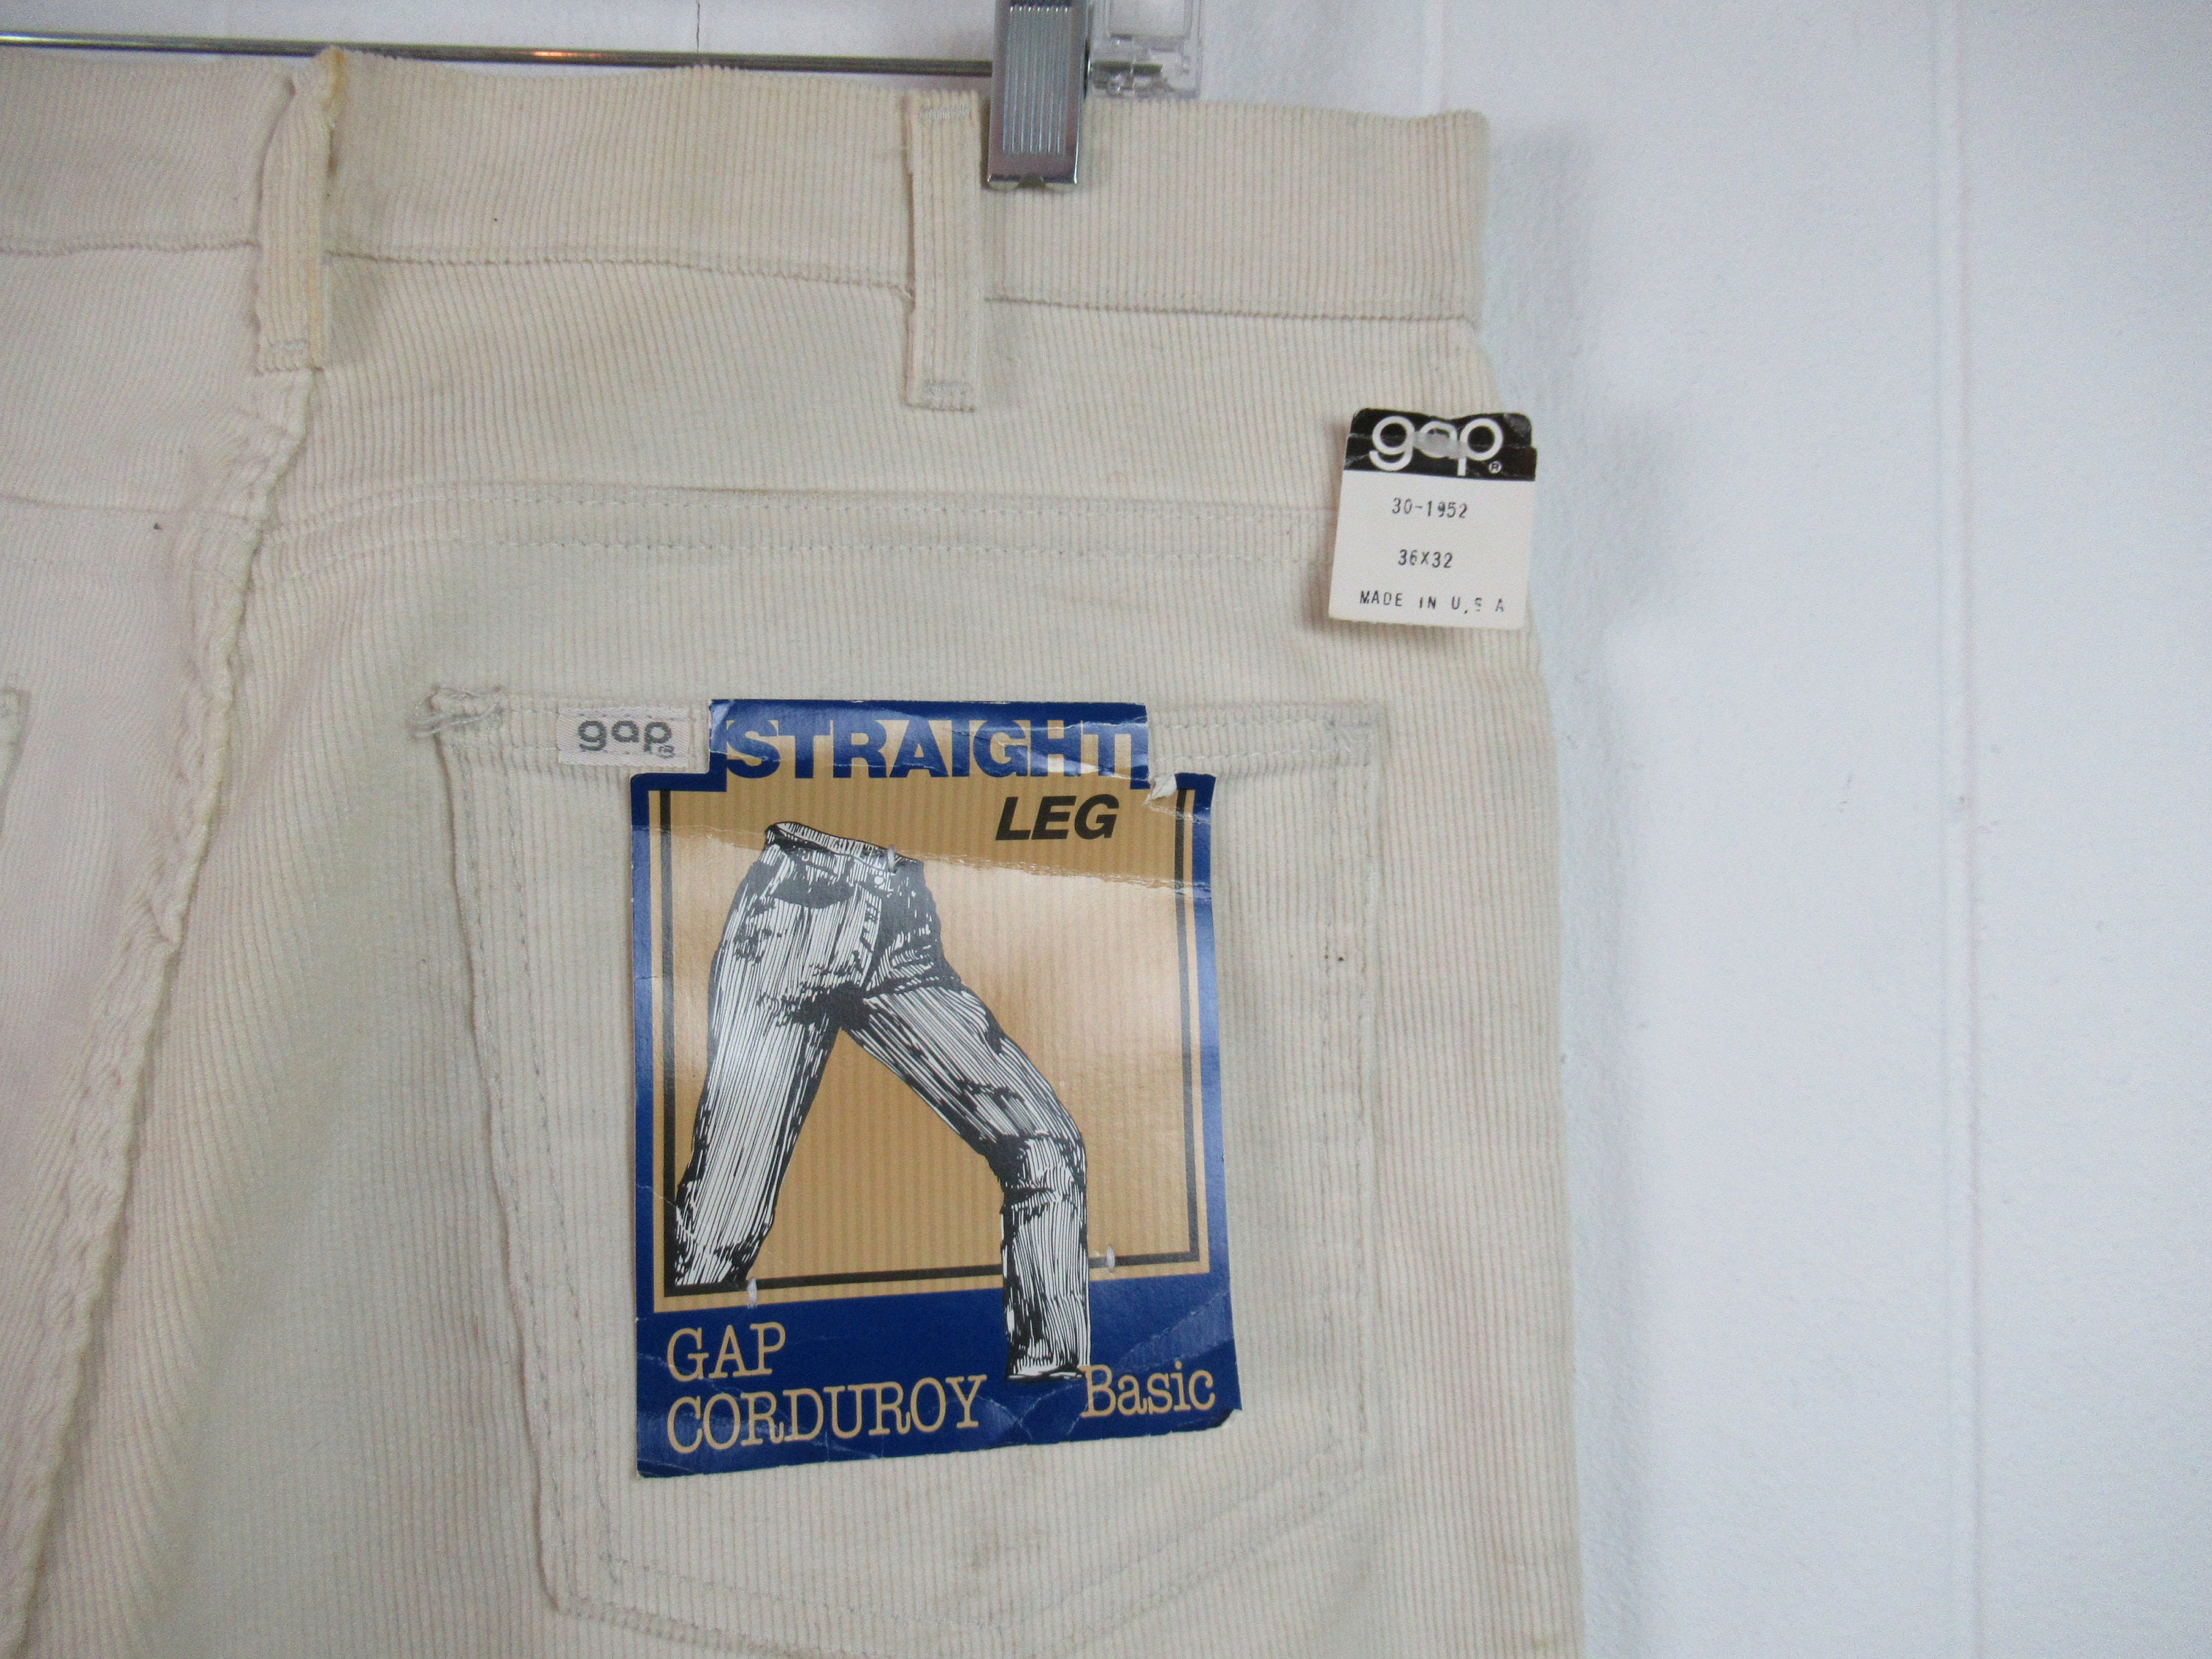 gap®
30-1952
36X32
MADE IN U.S A
gap®
STRAIGHT
LEG
GAP
CORDUROY Basic